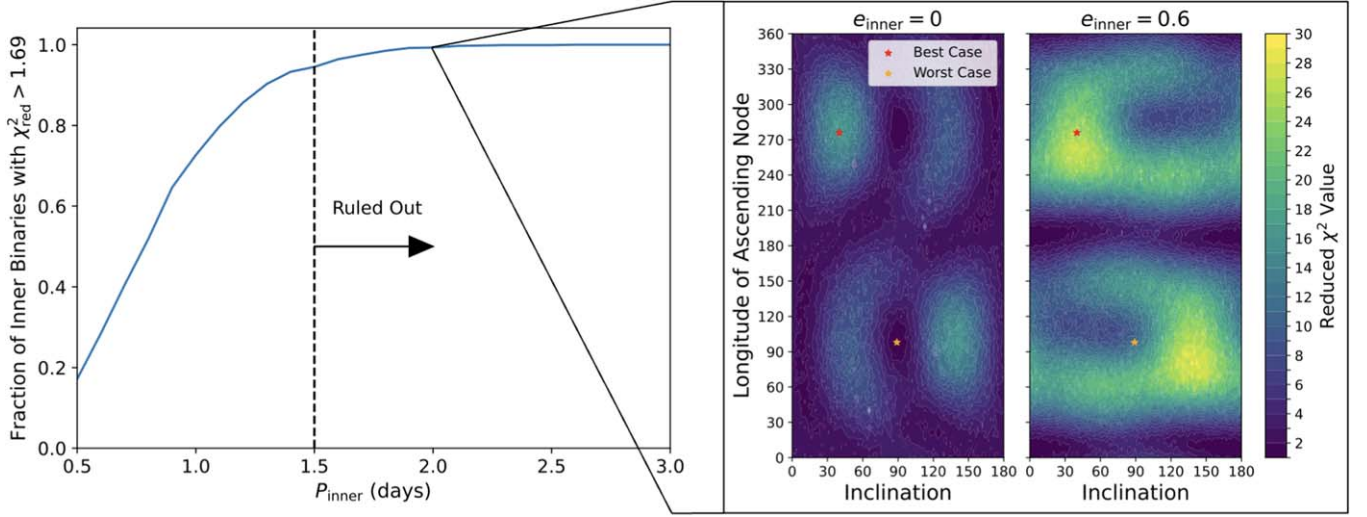 Fraction of Inner Binaries with χ²red > 1.69
1.0
0.8
0.6
0.4
0.2
0.0
Ruled Out
0.5 1.0 1.5 2.0 2.5 3.0
Pinner (days)
einner = 0
einner = 0.6
Best Case
Worst Case
Longitude of Ascending Node
360
330
300
270
240
210
180
150
120
90
60
30
0
0 30 60 90 120 150 180
Inclination
0 30 60 90 120 150 180
Inclination
30
28
26
24
22
20
18
16
14
12
10
8
6
4
2
Reduced χ² Value